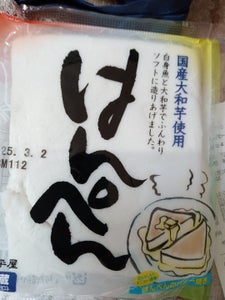 国産大和芋使用
白身魚と大和芋でふんわり
ソフトに造りあげました。
はんぺん
25. 3. 2
M112
蔵